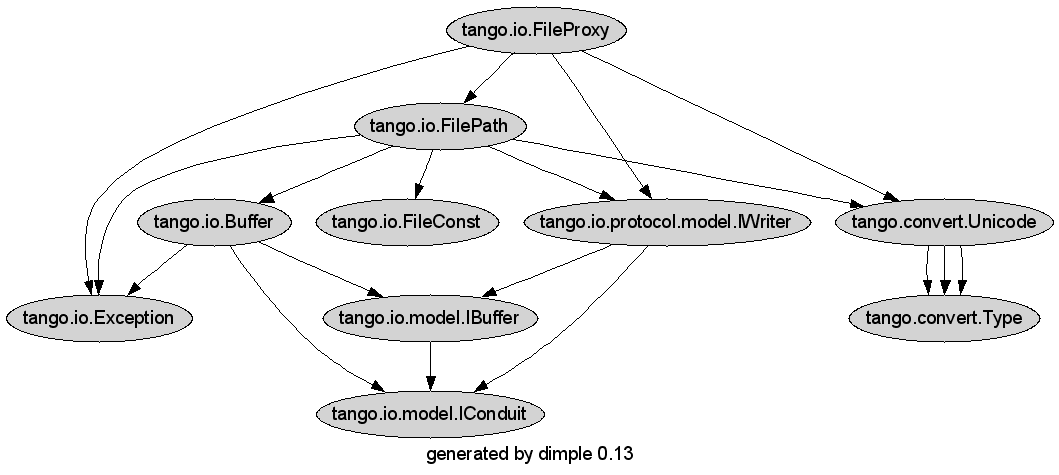 tango.io.FileProxy
tango.io.FilePath
tango.io.Buffer
tango.io.FileConst
tango.io.protocol.model.IWriter
tango.convert.Unicode
tango.io.Exception
tango.io.model.IBuffer
tango.convert.Type
tango.io.model.IConduit
generated by dimple 0.13